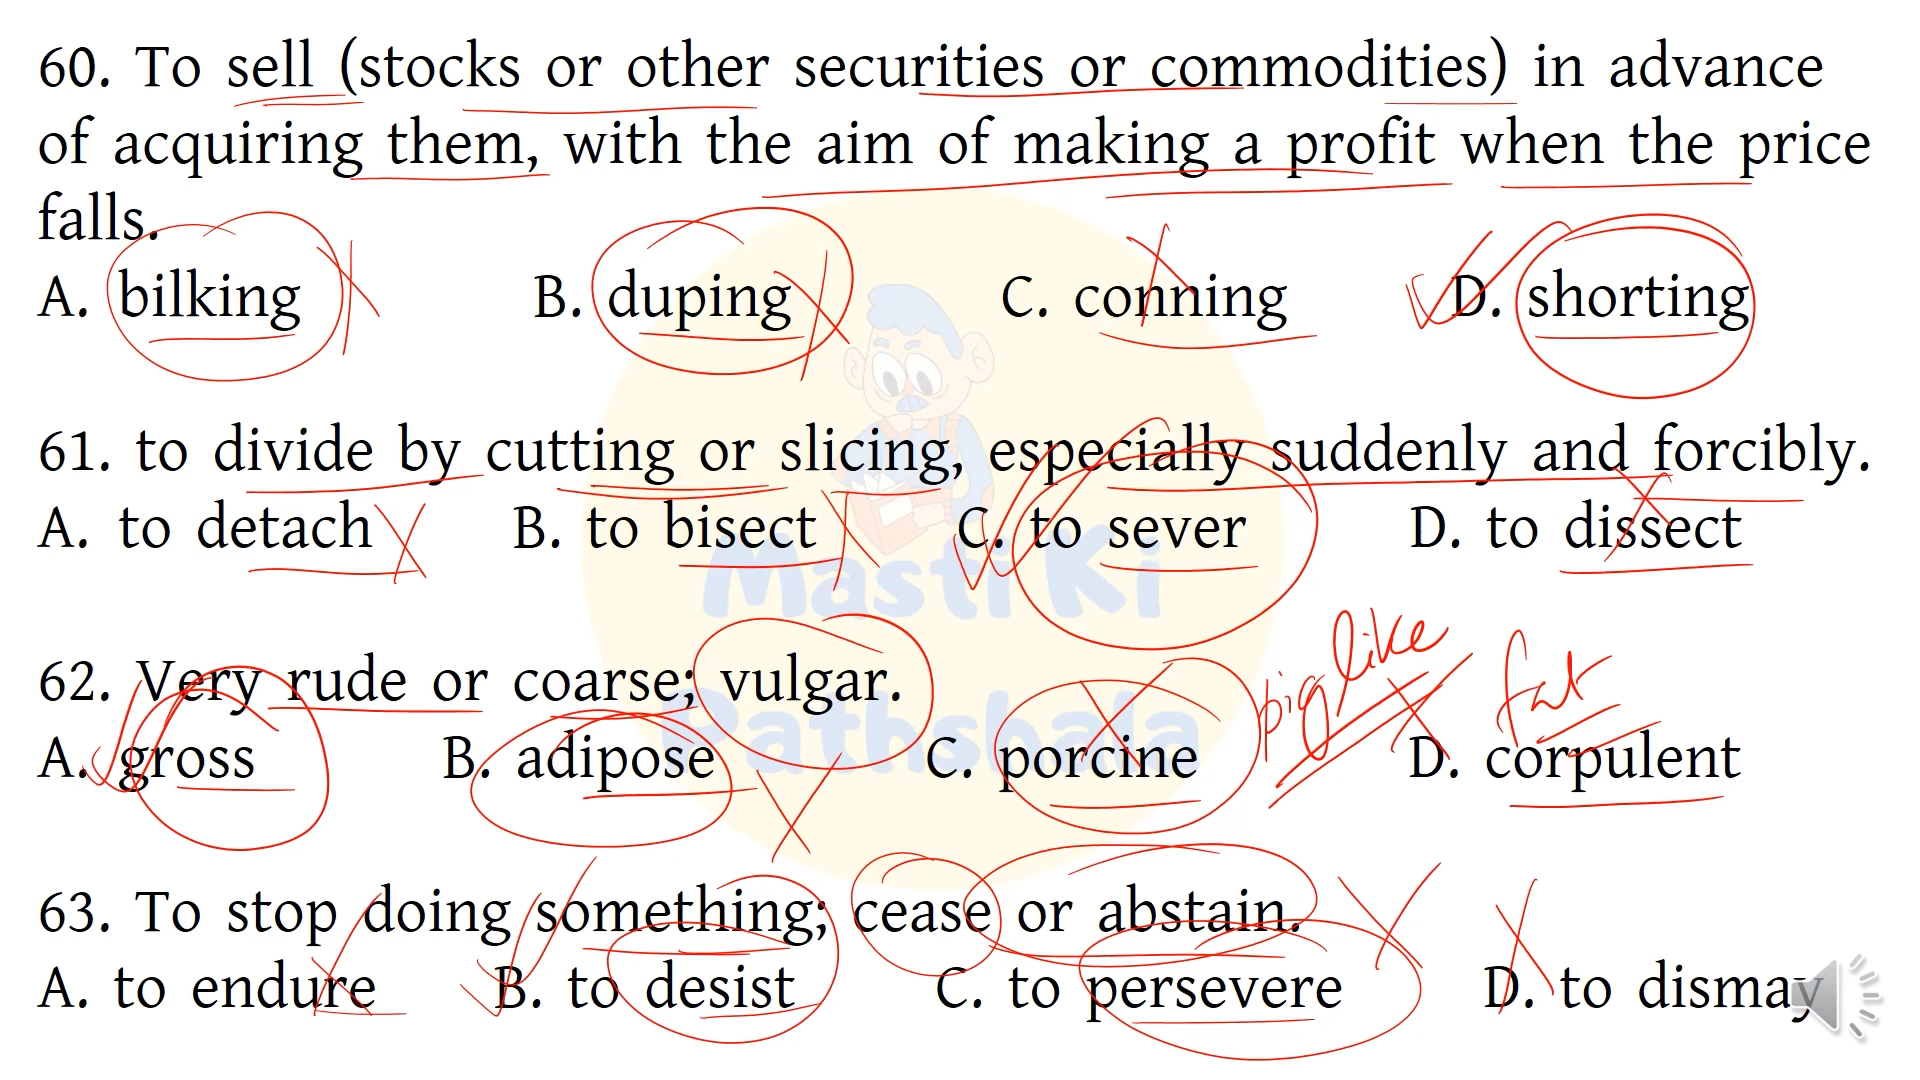 60. To sell (stocks or other securities or commodities) in advance
of acquiring them, with the aim of making a profit when the price
falls.
A. bilking B. duping C. conning D. shorting
61. to divide by cutting or slicing, especially suddenly and forcibly.
A. to detach B. to bisect C. to sever D. to dissect
Masti Ki
pig like
fat
62. Very rude or coarse; vulgar.
Pathshala
A. gross B. adipose C. porcine D. corpulent
63. To stop doing something; cease or abstain.
A. to endure B. to desist C. to persevere D. to dismay